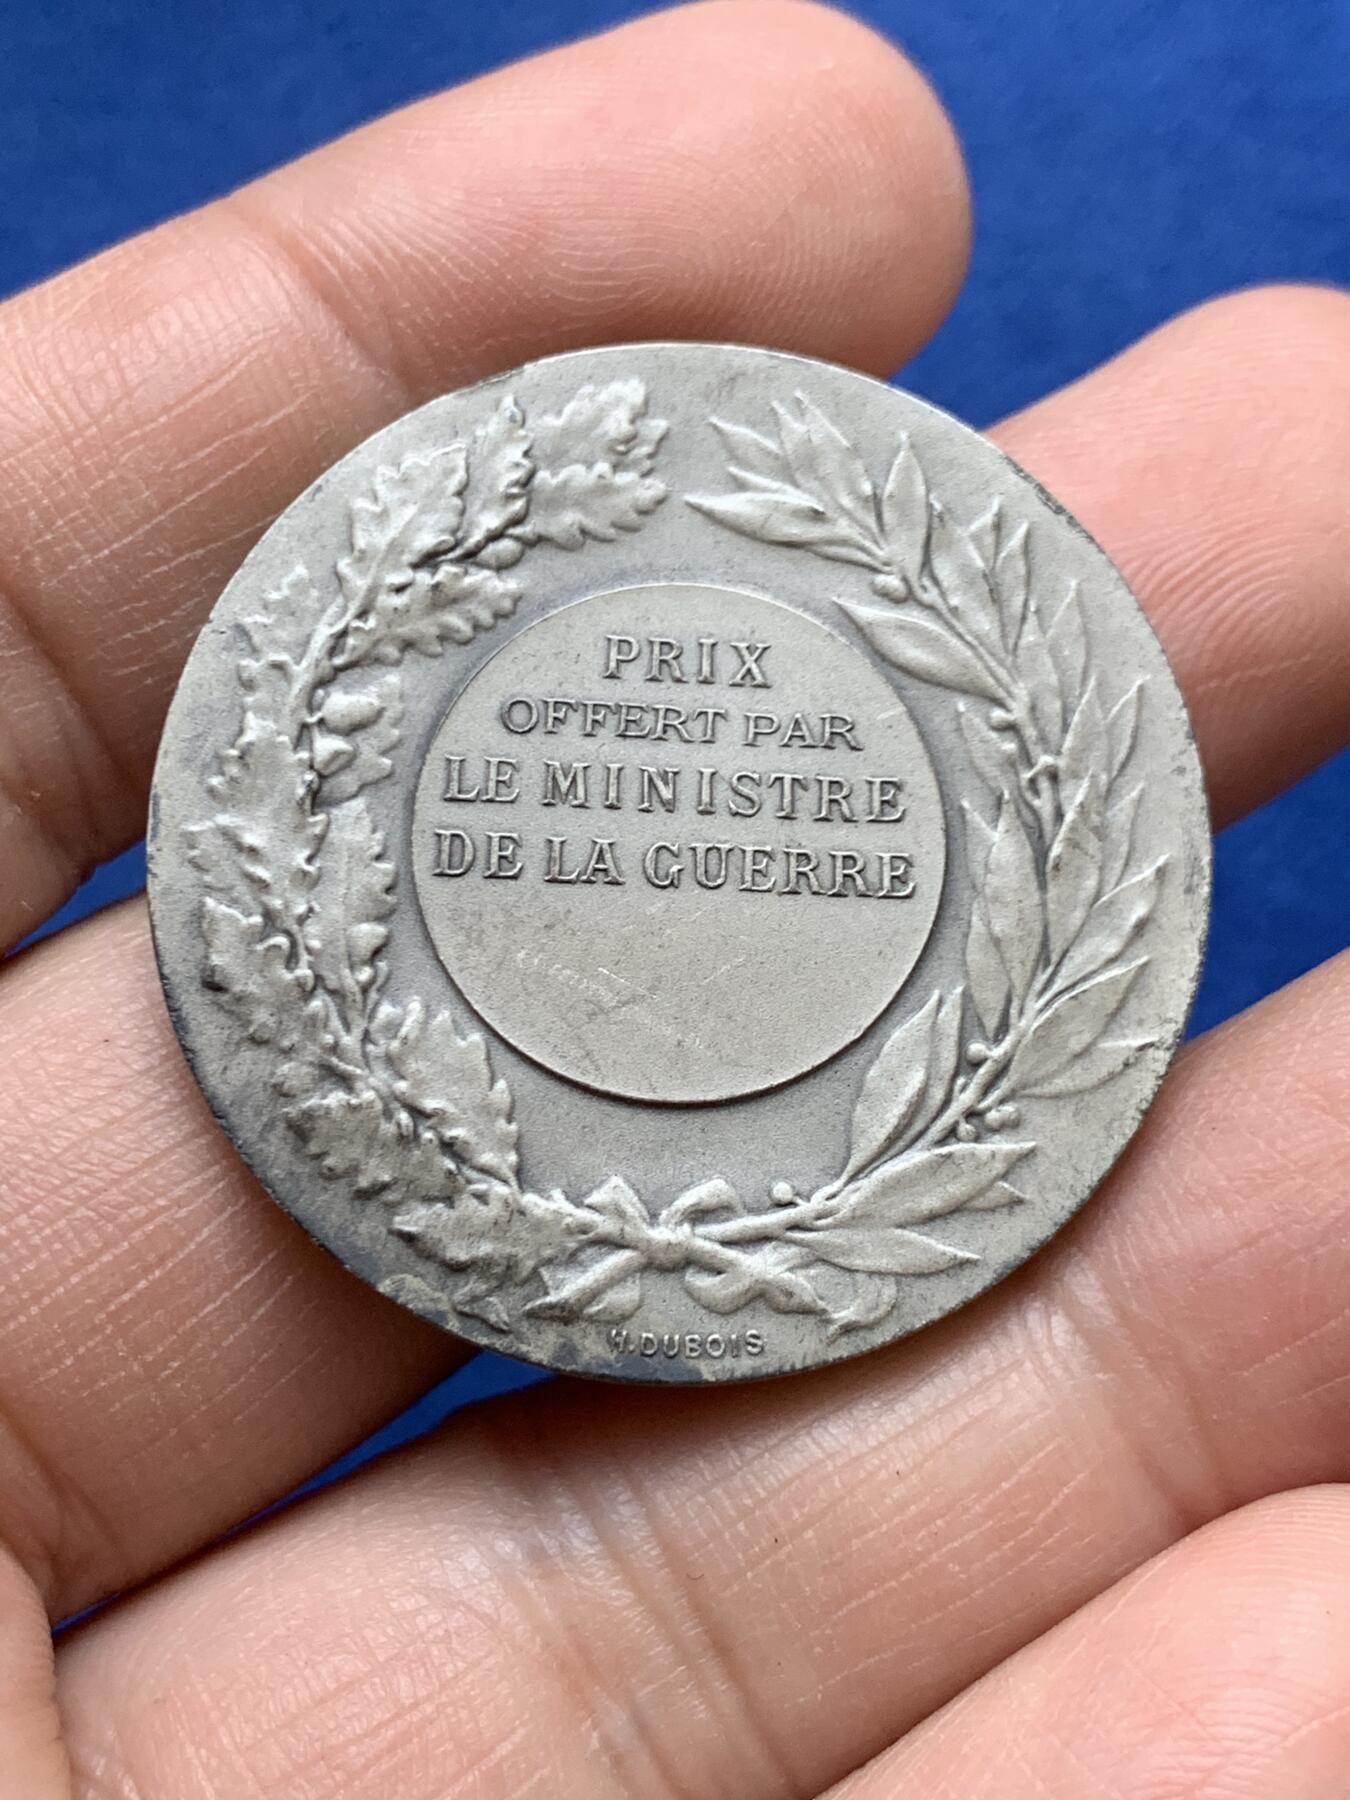 PRIX
OFFERT PAR
LE MINISTRE
DE LA GUERRE
H.DUBOIS